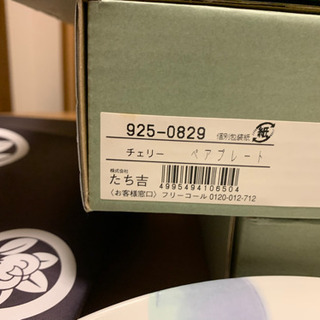 925-0829 個別包装紙 紙
チェリー ペアプレート
株式会社
たち吉
4995494106504
〈お客様窓口〉フリーコール 0120-012-712